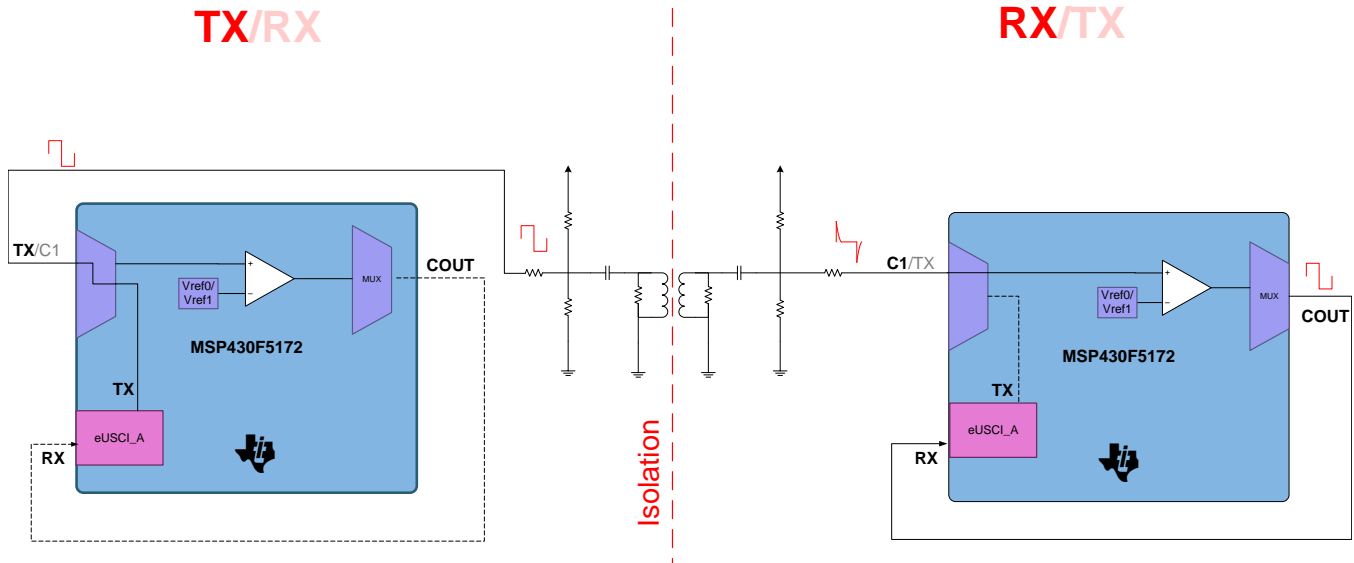 TX/RX
RX/TX
TX/C1
Vref0/
Vref1
+
−
MUX
COUT
MSP430F5172
TX
eUSCI_A
RX
Isolation
C1/TX
Vref0/
Vref1
+
−
MUX
COUT
MSP430F5172
TX
eUSCI_A
RX